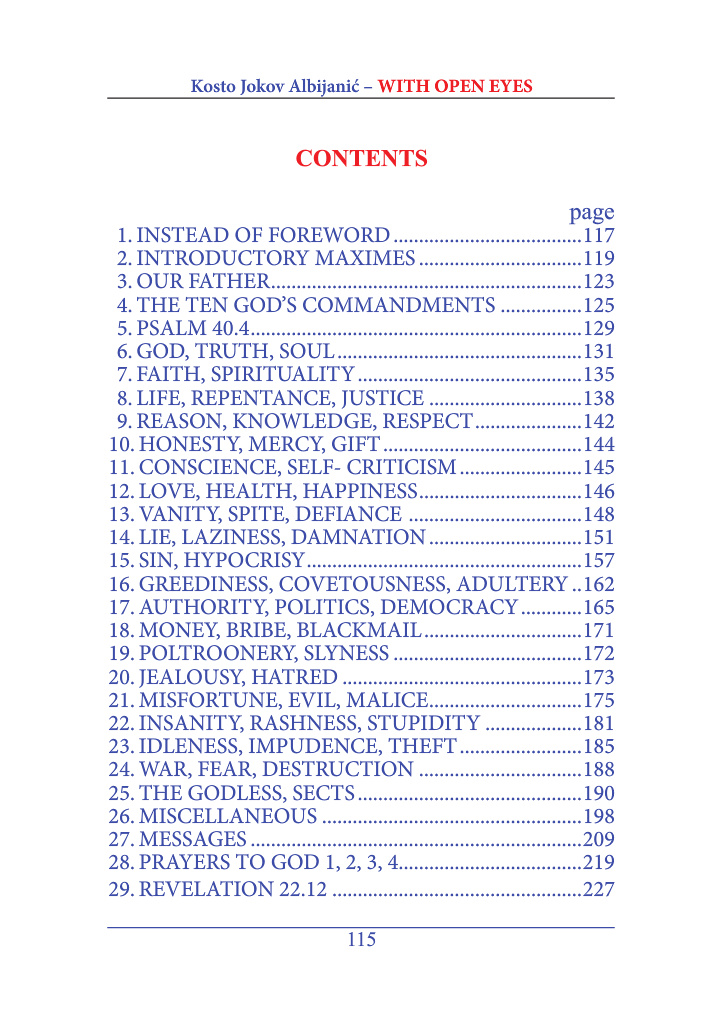 Kosto Jokov Albijanić – WITH OPEN EYES
CONTENTS
page
1. INSTEAD OF FOREWORD.....................................117
2. INTRODUCTORY MAXIMES................................119
3. OUR FATHER.............................................................123
4. THE TEN GOD’S COMMANDMENTS ................125
5. PSALM 40.4.................................................................129
6. GOD, TRUTH, SOUL................................................131
7. FAITH, SPIRITUALITY............................................135
8. LIFE, REPENTANCE, JUSTICE ..............................138
9. REASON, KNOWLEDGE, RESPECT.....................142
10. HONESTY, MERCY, GIFT.......................................144
11. CONSCIENCE, SELF- CRITICISM........................145
12. LOVE, HEALTH, HAPPINESS................................146
13. VANITY, SPITE, DEFIANCE ..................................148
14. LIE, LAZINESS, DAMNATION..............................151
15. SIN, HYPOCRISY......................................................157
16. GREEDINESS, COVETOUSNESS, ADULTERY ..162
17. AUTHORITY, POLITICS, DEMOCRACY............165
18. MONEY, BRIBE, BLACKMAIL...............................171
19. POLTROONERY, SLYNESS .....................................172
20. JEALOUSY, HATRED ...............................................173
21. MISFORTUNE, EVIL, MALICE..............................175
22. INSANITY, RASHNESS, STUPIDITY ...................181
23. IDLENESS, IMPUDENCE, THEFT........................185
24. WAR, FEAR, DESTRUCTION ................................188
25. THE GODLESS, SECTS............................................190
26. MISCELLANEOUS ...................................................198
27. MESSAGES .................................................................209
28. PRAYERS TO GOD 1, 2, 3, 4....................................219
29. REVELATION 22.12 .................................................227
115